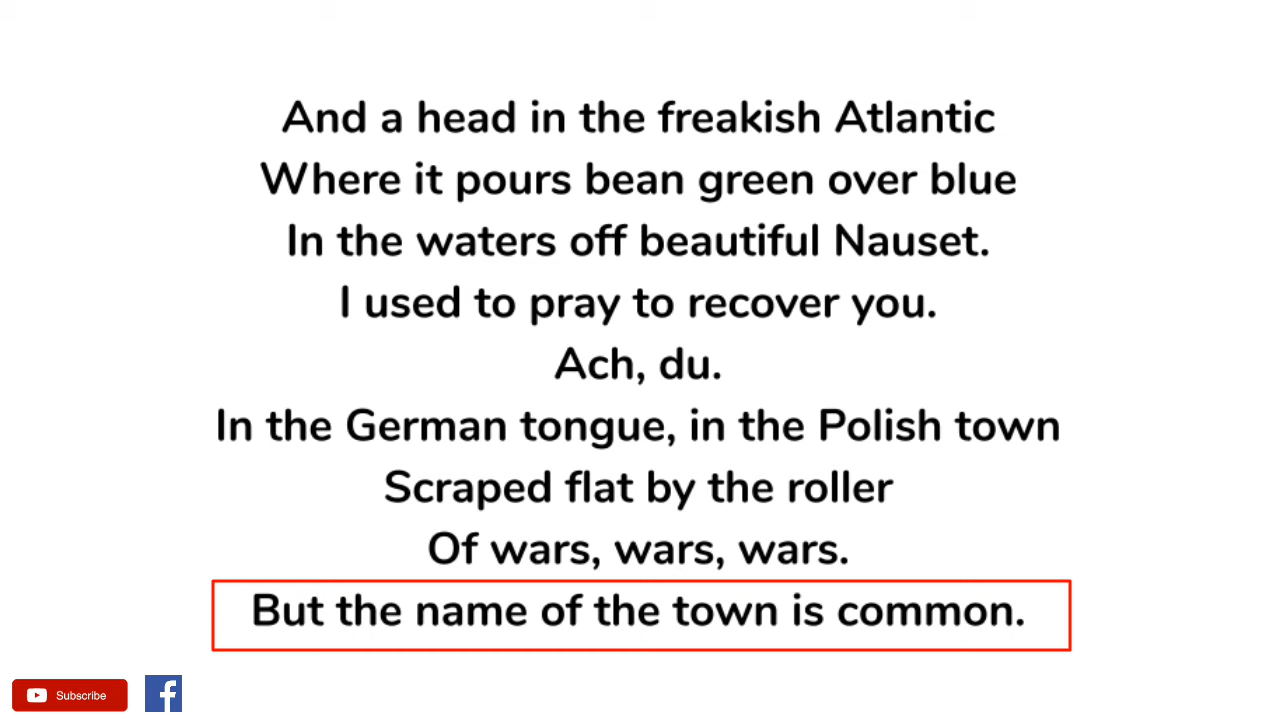 And a head in the freakish Atlantic
Where it pours bean green over blue
In the waters off beautiful Nauset.
I used to pray to recover you.
Ach, du.
In the German tongue, in the Polish town
Scraped flat by the roller
Of wars, wars, wars.
But the name of the town is common.
Subscribe